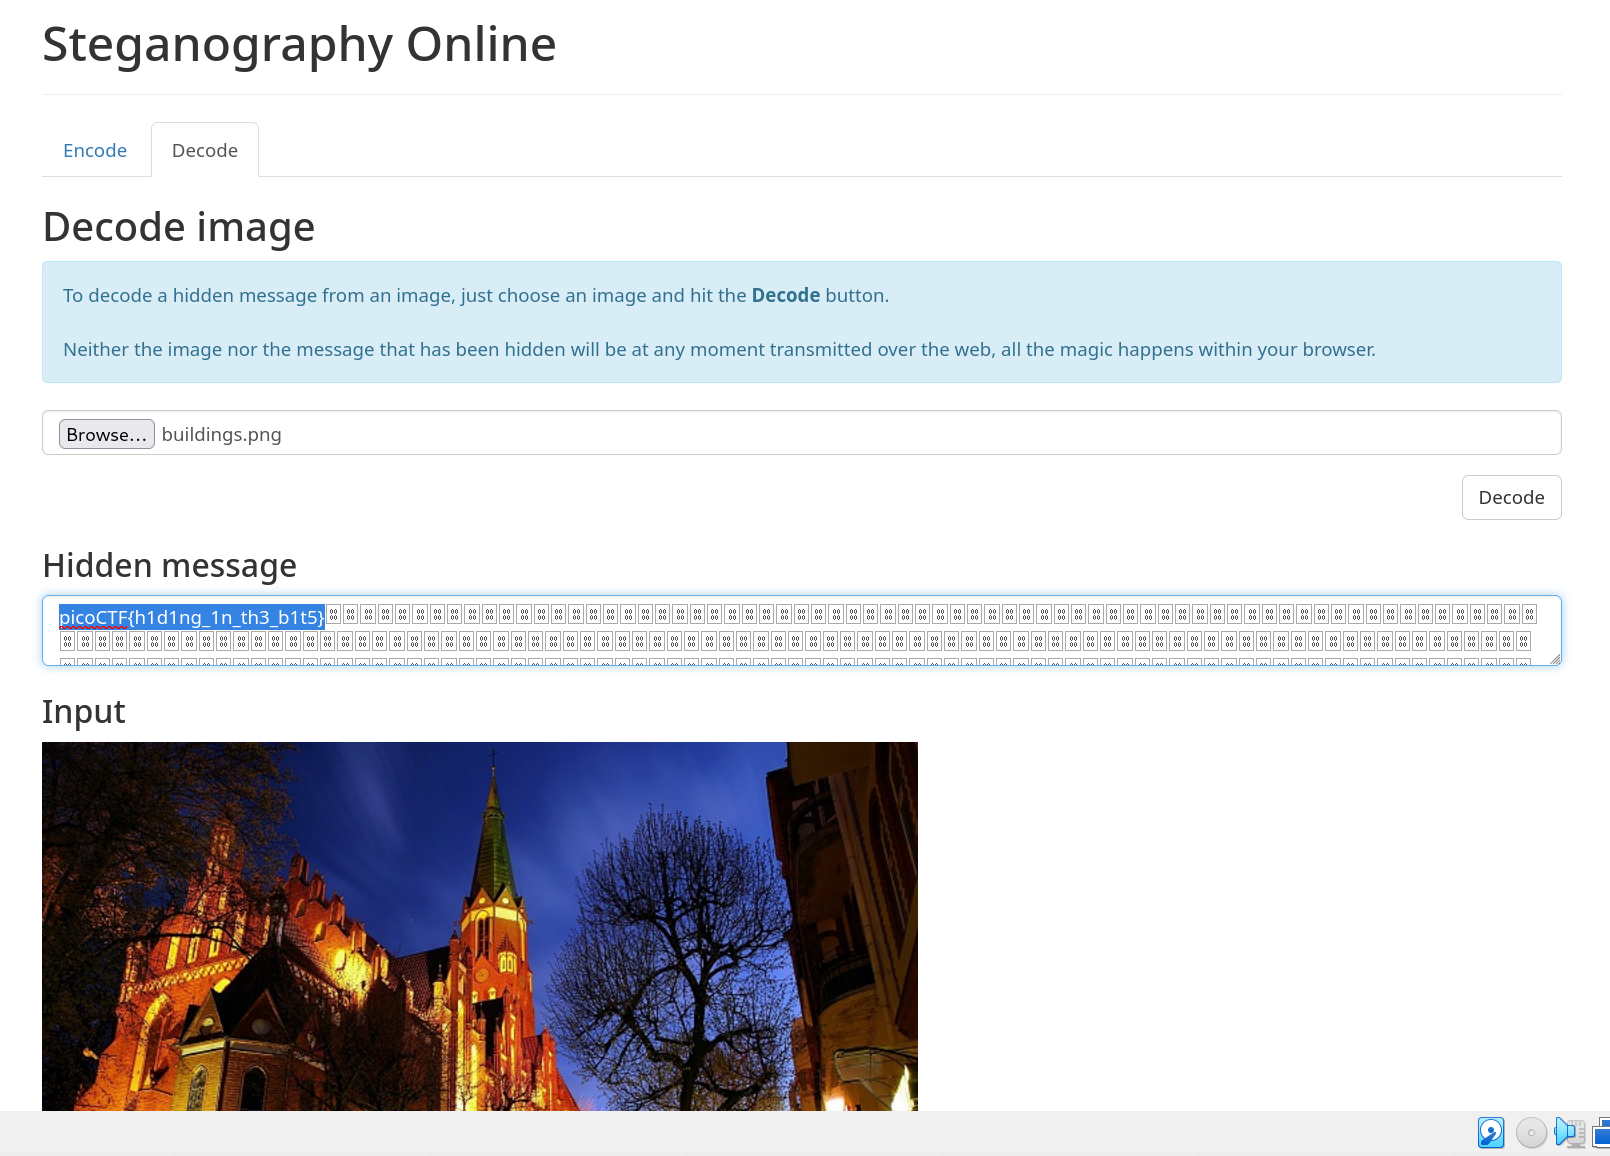 Steganography Online
Encode
Decode
Decode image
To decode a hidden message from an image, just choose an image and hit the Decode button.
Neither the image nor the message that has been hidden will be at any moment transmitted over the web, all the magic happens within your browser.
Browse... buildings.png
Decode
Hidden message
picoCTF{h1d1ng_1n_th3_b1t5}
Input